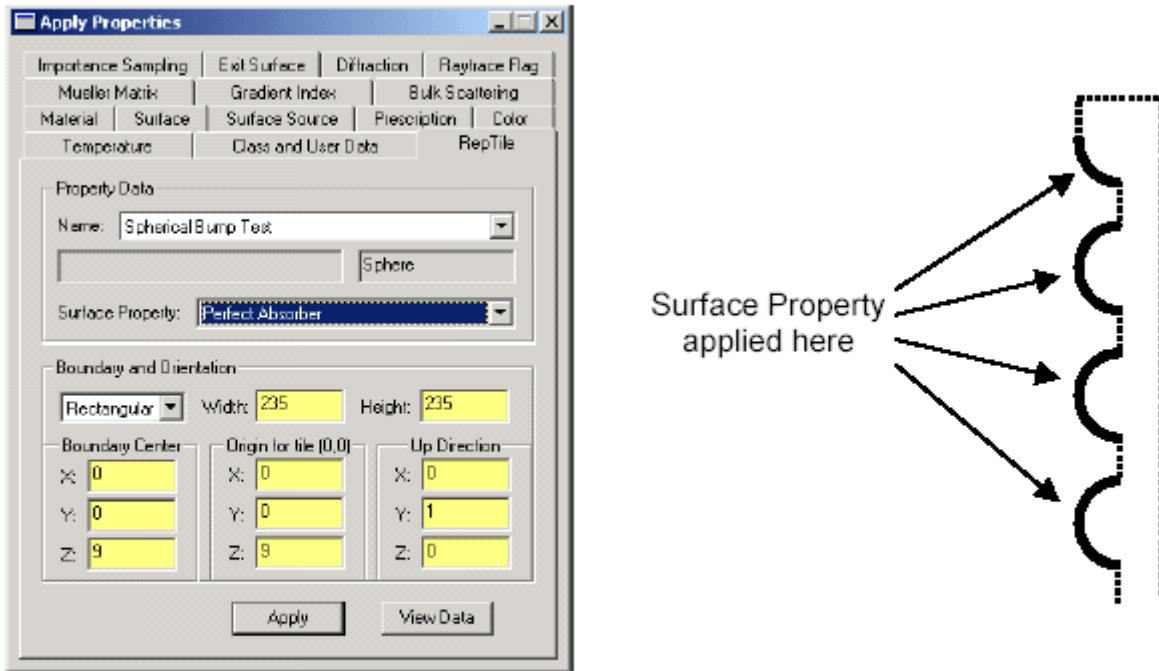 Apply Properties
Importance Sampling Exit Surface Diffraction Raytrace Flag
Mueller Matrix Gradient Index Bulk Scattering
Material Surface Surface Source Prescription Color
Temperature Class and User Data RepTile
Property Data
Name: Spherical Bump Test
Sphere
Surface Property: Perfect Absorber
Boundary and Orientation
Rectangular Width: 235 Height: 235
Boundary Center Origin for tile (0,0) Up Direction
X: 0 X: 0 X: 0
Y: 0 Y: 0 Y: 1
Z: 9 Z: 9 Z: 0
Apply View Data
Surface Property
applied here